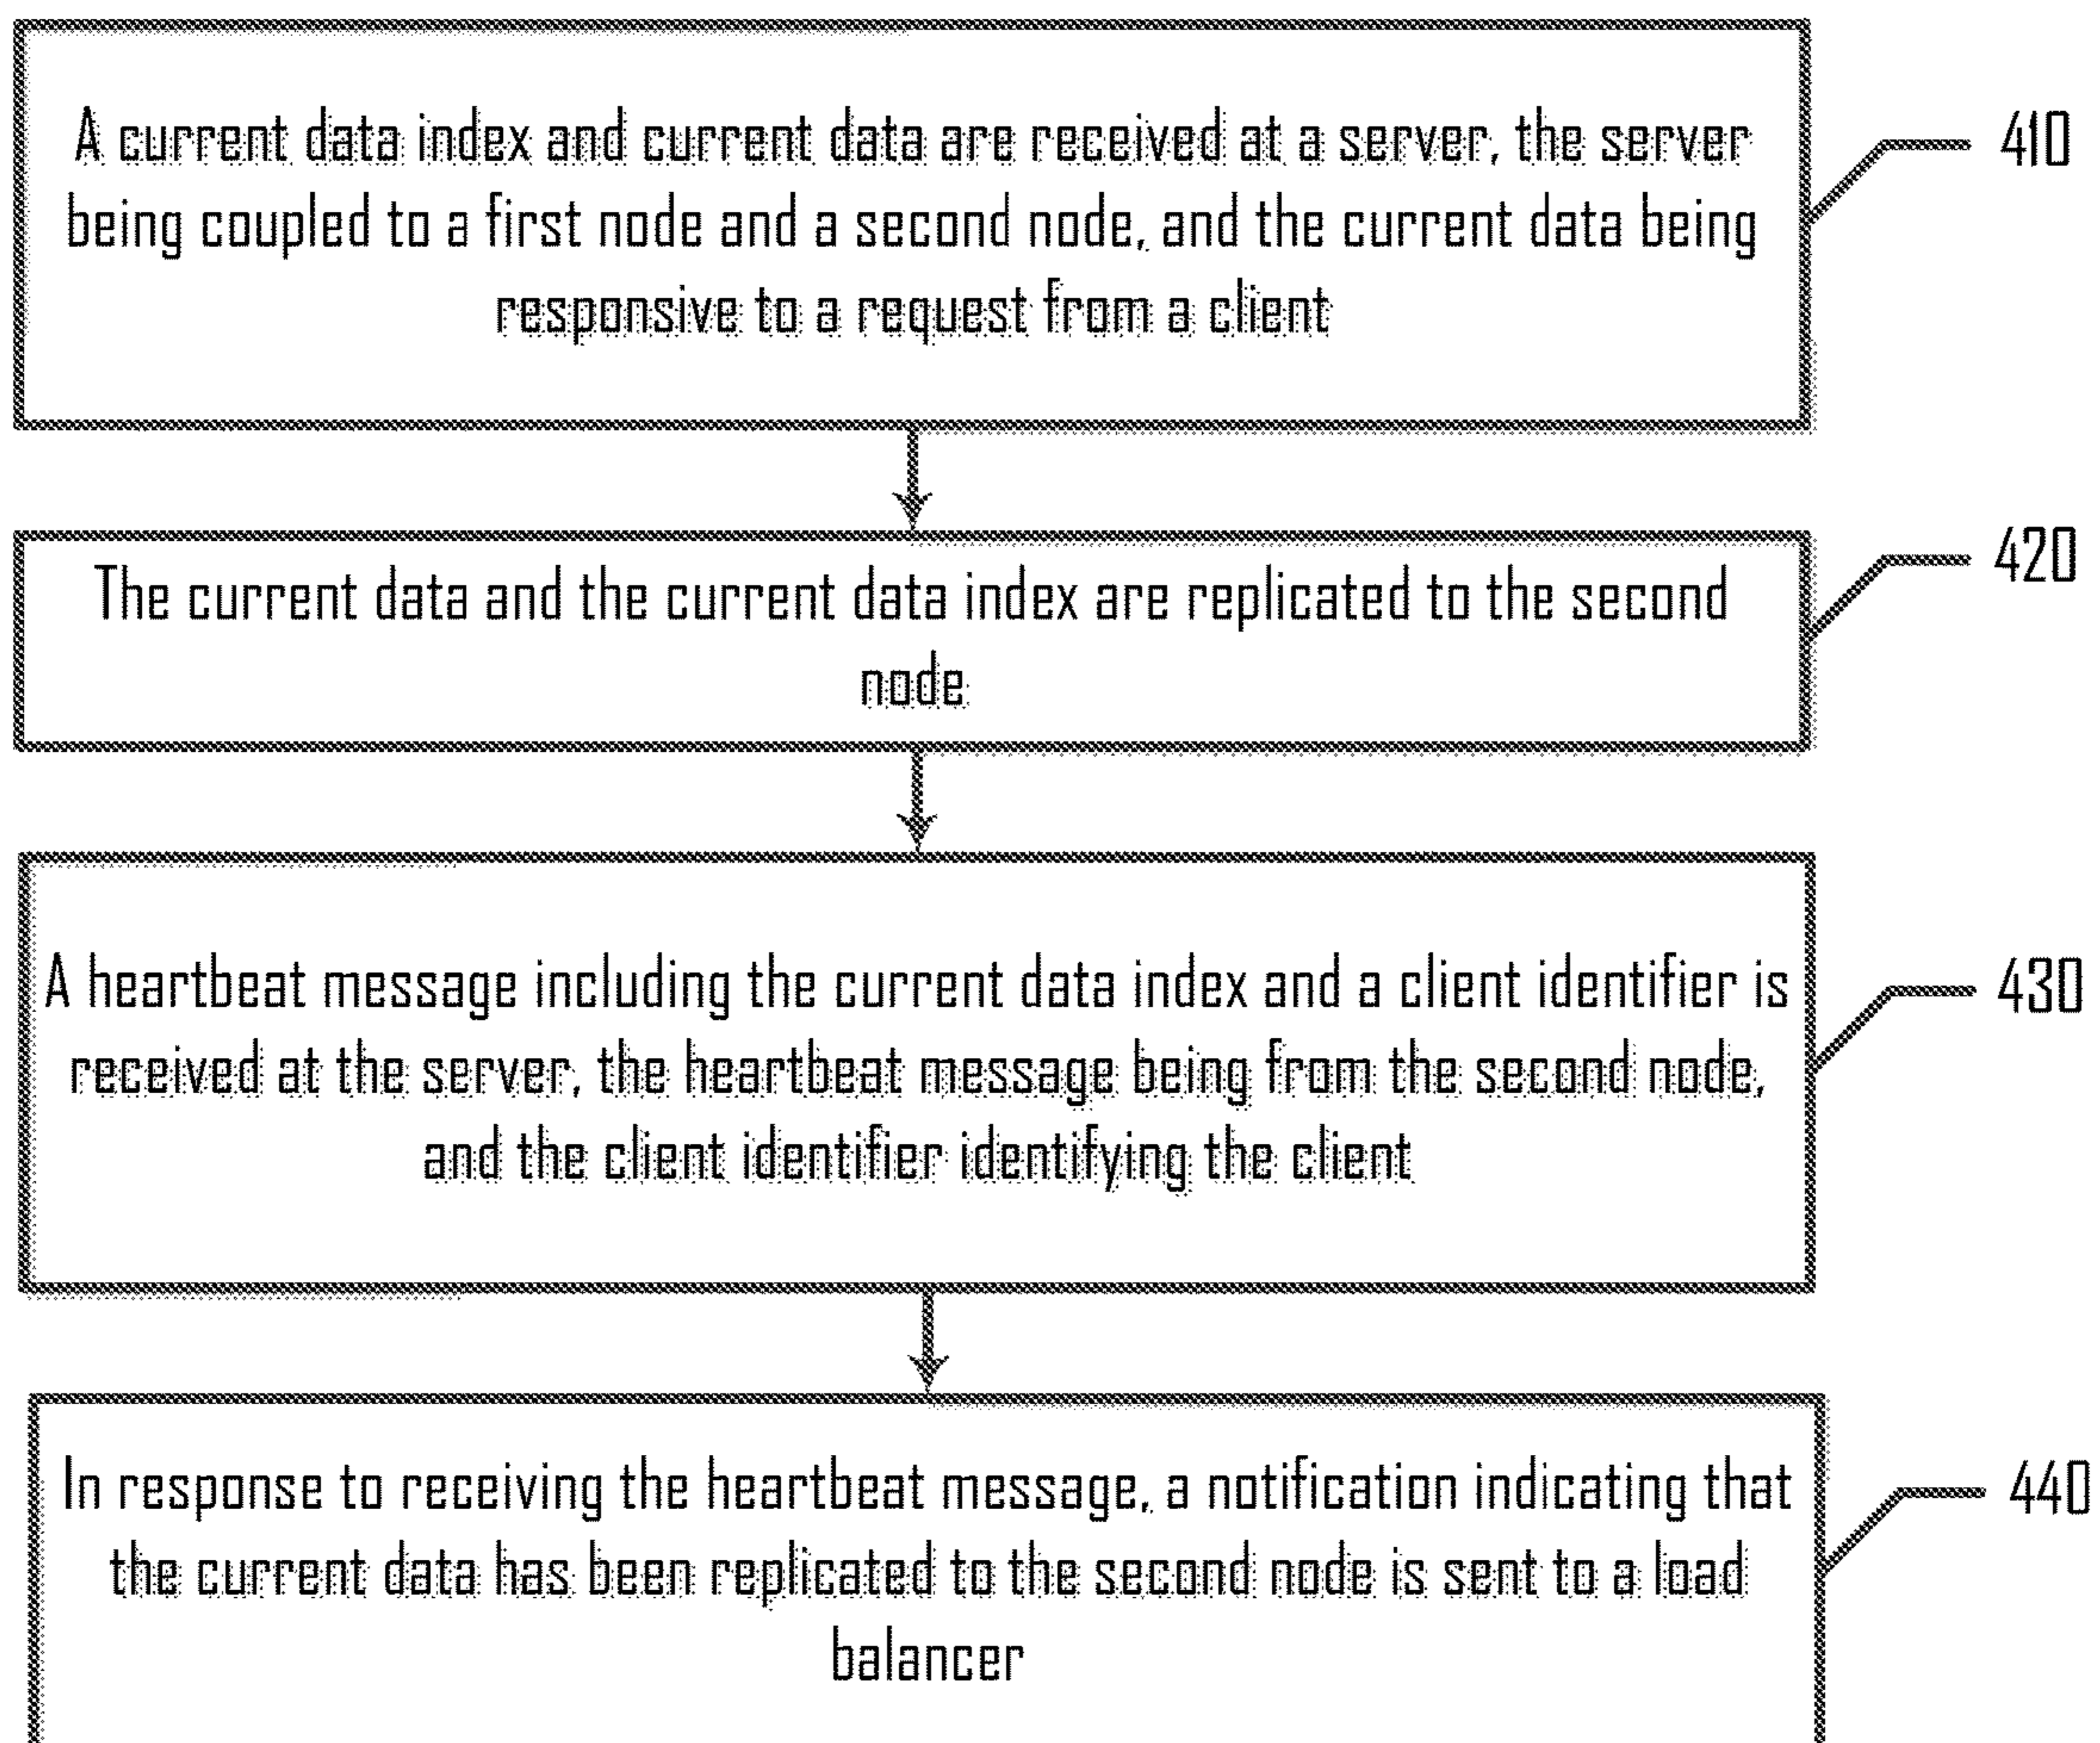 A current data index and current data are received at a server, the server
being coupled to a first node and a second node, and the current data being
responsive to a request from a client
410
The current data and the current data index are replicated to the second
node
420
A heartbeat message including the current data index and a client identifier is
received at the server, the heartbeat message being from the second node,
and the client identifier identifying the client
430
In response to receiving the heartbeat message, a notification indicating that
the current data has been replicated to the second node is sent to a load
balancer
440